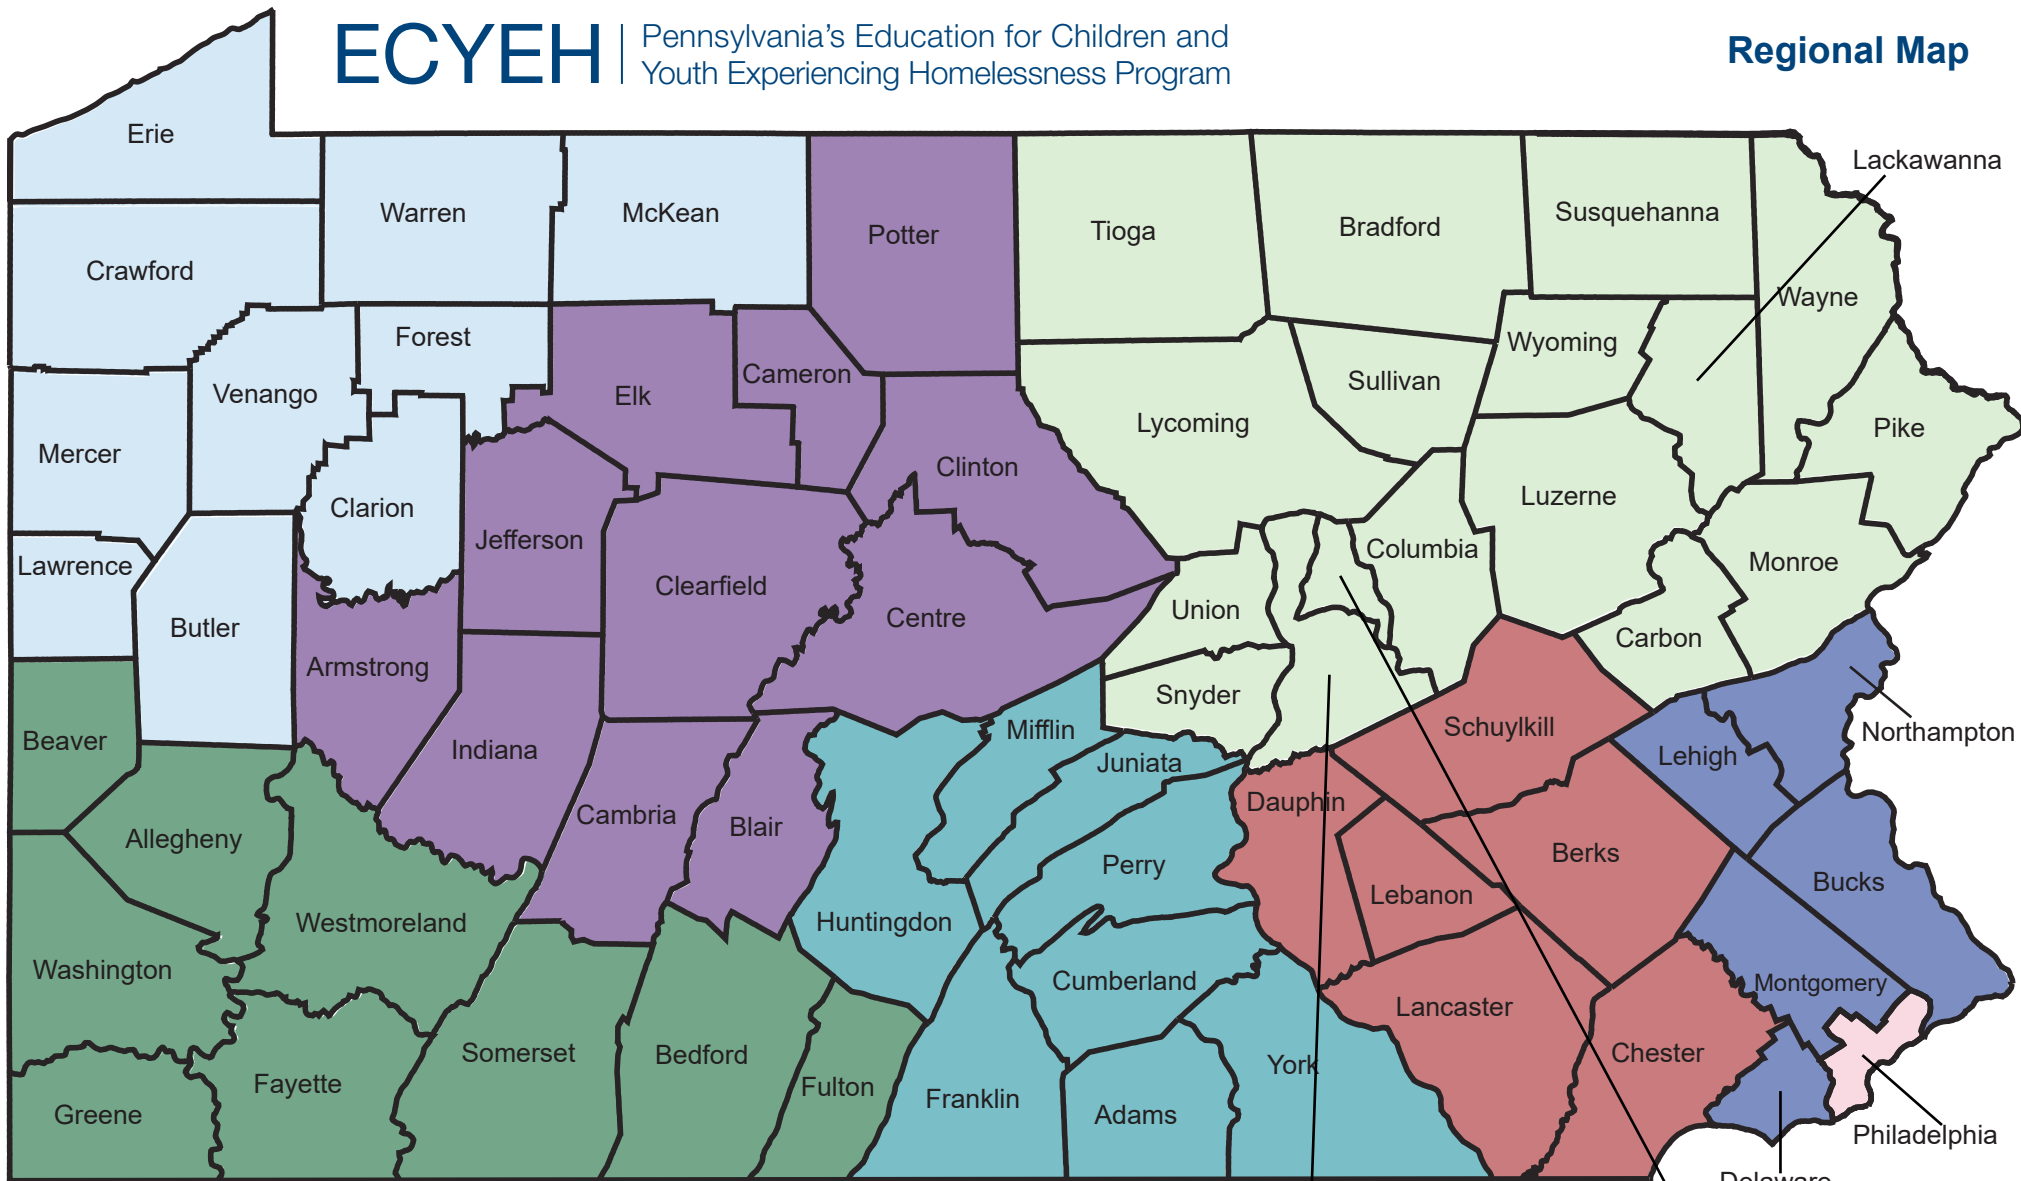 ECYEH
Pennsylvania's Education for Children and
Youth Experiencing Homelessness Program
Regional Map
Erie
Lackawanna
Warren
McKean
Potter
Tioga
Bradford
Susquehanna
Crawford
Wayne
Forest
Wyoming
Venango
Elk
Cameron
Sullivan
Lycoming
Pike
Mercer
Clinton
Clarion
Luzerne
Jefferson
Columbia
Lawrence
Monroe
Clearfield
Union
Butler
Centre
Carbon
Armstrong
Snyder
Schuylkill
Northampton
Beaver
Indiana
Mifflin
Lehigh
Juniata
Dauphin
Cambria
Blair
Allegheny
Berks
Perry
Bucks
Lebanon
Westmoreland
Huntingdon
Washington
Cumberland
Montgomery
Lancaster
Somerset
Bedford
York
Chester
Fayette
Fulton
Franklin
Adams
Greene
Philadelphia
Delaware